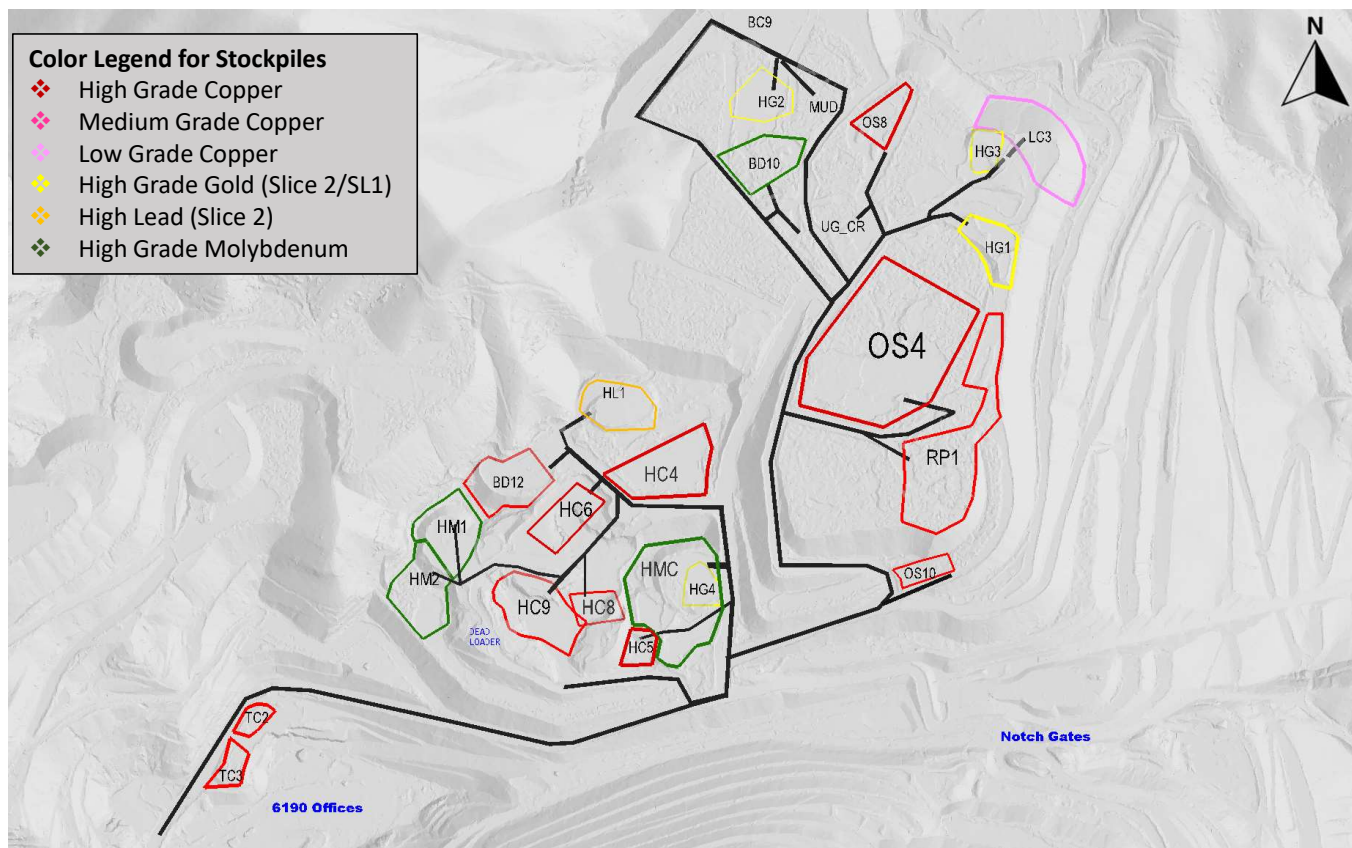 Color Legend for Stockpiles
High Grade Copper
Medium Grade Copper
Low Grade Copper
High Grade Gold (Slice 2/SL1)
High Lead (Slice 2)
High Grade Molybdenum
BC9
N
HG2
MUD
OS8
BD10
HG3
LC3
UG_CR
HG1
OS4
HL1
RP1
HC4
BD12
HC6
HM1
HM2
HMC
HG4
OS10
HC9
HC8
DEAD
LOADER
HC5
TC2
TC3
Notch Gates
6190 Offices